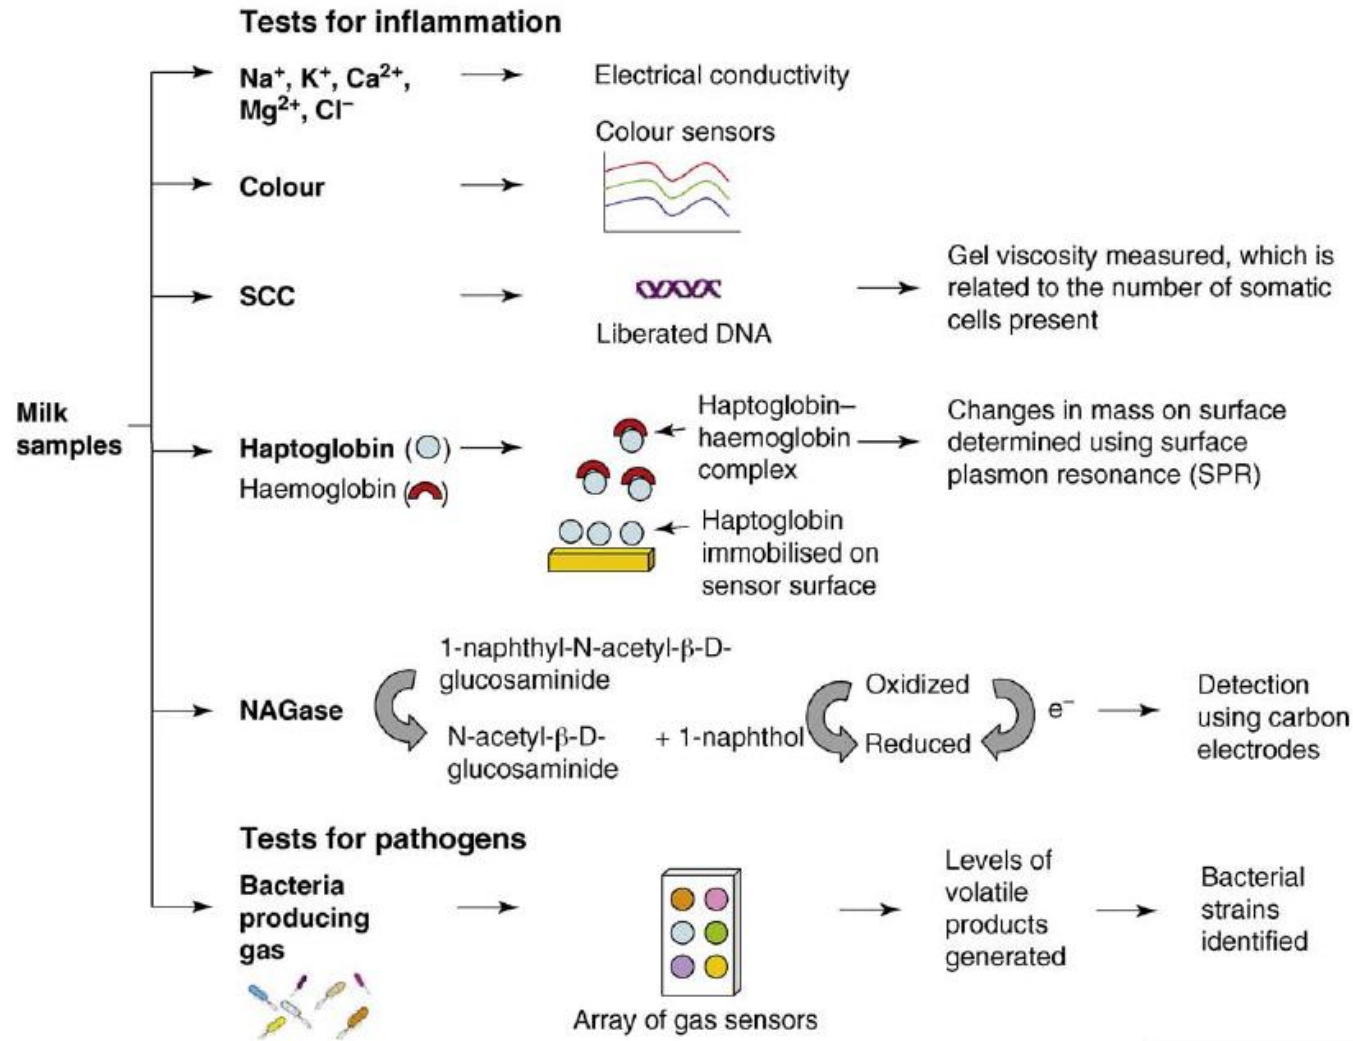 Tests for inflammation
Na⁺, K⁺, Ca²⁺,
Mg²⁺, Cl⁻
Electrical conductivity
Colour sensors
Colour
SCC
Liberated DNA
Gel viscosity measured, which is
related to the number of somatic
cells present
Milk
samples
Haptoglobin ( )
Haemoglobin ( )
Haptoglobin–
haemoglobin
complex
Haptoglobin
immobilised on
sensor surface
Changes in mass on surface
determined using surface
plasmon resonance (SPR)
NAGase
1-naphthyl-N-acetyl-β-D-
glucosaminide
N-acetyl-β-D-
glucosaminide
+ 1-naphthol
Oxidized
Reduced
e⁻
Detection
using carbon
electrodes
Tests for pathogens
Bacteria
producing
gas
Array of gas sensors
Levels of
volatile
products
generated
Bacterial
strains
identified